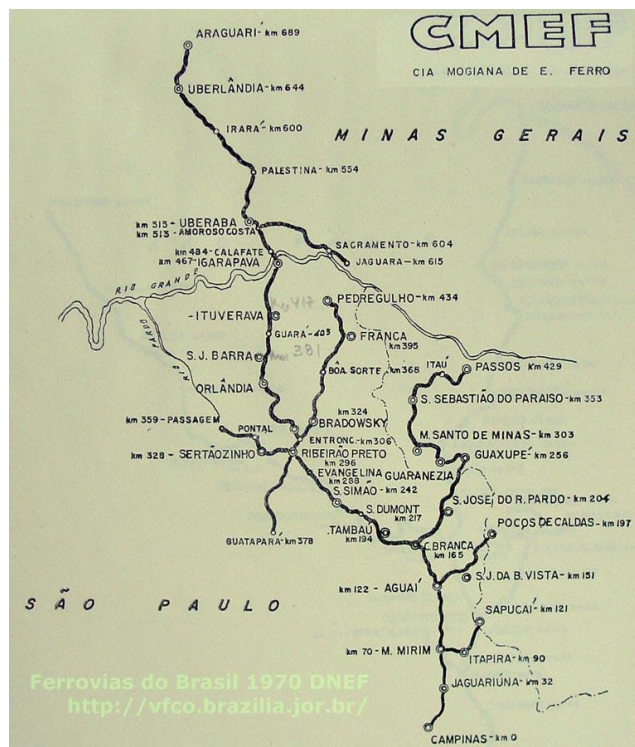 CMEF
CIA MOGIANA DE E. FERRO
ARAGUARÍ - km 689
UBERLÂNDIA - km 644
IRARÁ - km 600
MINAS GERAIS
PALESTINA - km 554
km 515 - UBERABA
km 513 - AMOROSO COSTA
km 484 - CALAFATE
km 467 - IGARAPAVA
SACRAMENTO - km 604
JAGUARA - km 615
RIO GRANDE
km 417
PEDREGULHO - km 434
- ITUVERAVA
GUARÁ - 403
FRANCA
km 395
RIO PARDO
S. J. BARRA
km 381
BÔA SORTE - km 368
ITAÚ
PASSOS km 429
ORLÂNDIA
S. SEBASTIÃO DO PARAISO - km 353
km 359 - PASSAGEM
km 324
BRADOWSKY
PONTAL
ENTRONC. - km 306
M. SANTO DE MINAS - km 303
km 328 - SERTÃOZINHO
RIBEIRÃO PRETO
km 296
GUAXUPÉ - km 256
EVANGELINA
km 288
GUARANEZIA
S. SIMÃO - km 242
S. JOSÉ DO R. PARDO - km 204
S. DUMONT
km 217
POÇOS DE CALDAS - km 197
TAMBAÚ
km 194
GUATAPARÁ - km 378
C. BRANCA
km 165
S. J. DA B. VISTA - km 151
km 122 - AGUAÍ
SÃO PAULO
SAPUCAÍ - km 121
km 70 - M. MIRIM
ITAPIRA - km 90
JAGUARIÚNA - km 32
CAMPINAS - km 0
Ferrovias do Brasil 1970 DNEF
http://vfco.brazilia.jor.br/